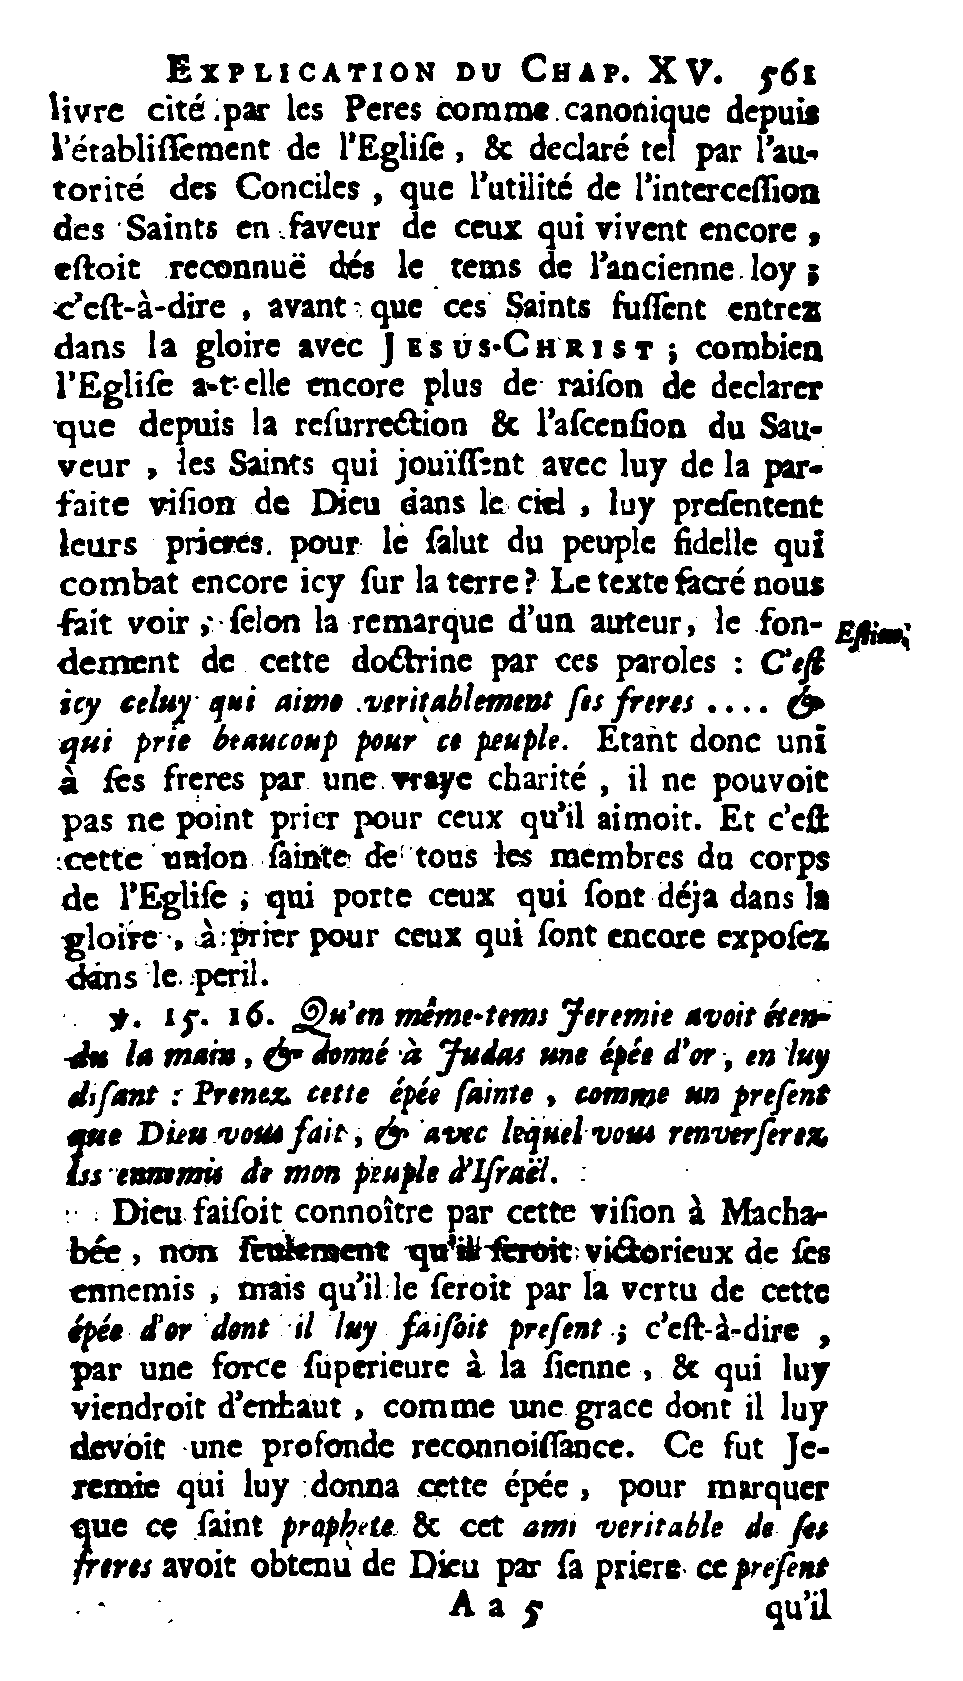 EXPLICATION DU CHAP. XV. 561
livre cité par les Peres comme canonique depuis
l'établiſſement de l'Egliſe, & declaré tel par l'au-
torité des Conciles, que l'utilité de l'interceſſion
des Saints en faveur de ceux qui vivent encore,
eſtoit reconnuë dés le tems de l'ancienne loy;
c'eſt-à-dire, avant que ces Saints fuſſent entrez
dans la gloire avec JESUS-CHRIST; combien
l'Egliſe a-t-elle encore plus de raiſon de declarer
que depuis la reſurrection & l'aſcenſion du Sau-
veur, les Saints qui jouïſſent avec luy de la par-
faite viſion de Dieu dans le ciel, luy preſentent
leurs prieres pour le ſalut du peuple fidelle qui
combat encore icy ſur la terre? Le texte ſacré nous
fait voir, ſelon la remarque d'un auteur, le fon-
dement de cette doctrine par ces paroles : C'eſt
icy celuy qui aime veritablement ſes freres .... &
qui prie beaucoup pour ce peuple. Etant donc uni
à ſes freres par une vraye charité, il ne pouvoit
pas ne point prier pour ceux qu'il aimoit. Et c'eſt
cette union ſainte de tous les membres du corps
de l'Egliſe; qui porte ceux qui ſont déja dans la
gloire, à prier pour ceux qui ſont encore expoſez
dans le peril.
℣. 15. 16. Qu'en même-tems Jeremie avoit éten-
du la main, & donné à Judas une épée d'or, en luy
diſant : Prenez cette épée ſainte, comme un preſent
que Dieu vous fait, & avec lequel vous renverſerez
les ennemis de mon peuple d'Iſraël.
Dieu faiſoit connoître par cette viſion à Macha-
bée, non ſeulement qu'il ſeroit victorieux de ſes
ennemis, mais qu'il le ſeroit par la vertu de cette
épée d'or dont il luy faiſoit preſent; c'eſt-à-dire,
par une force ſuperieure à la ſienne, & qui luy
viendroit d'enhaut, comme une grace dont il luy
devoit une profonde reconnoiſſance. Ce fut Je-
remie qui luy donna cette épée, pour marquer
que ce ſaint prophete & cet ami veritable de ſes
freres avoit obtenu de Dieu par ſa priere ce preſent
A a 5 qu'il